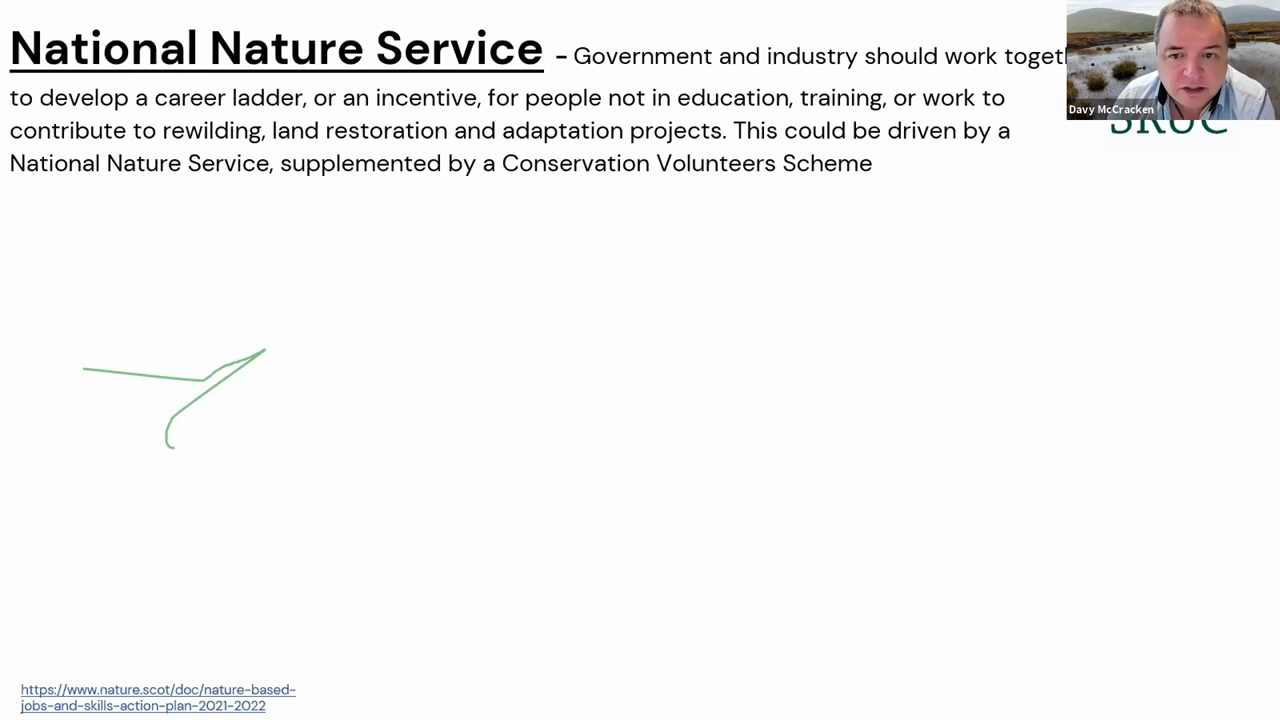 National Nature Service - Government and industry should work togeth
to develop a career ladder, or an incentive, for people not in education, training, or work to
contribute to rewilding, land restoration and adaptation projects. This could be driven by a
National Nature Service, supplemented by a Conservation Volunteers Scheme
Davy McCracken
SRUC
https://www.nature.scot/doc/nature-based-
jobs-and-skills-action-plan-2021-2022